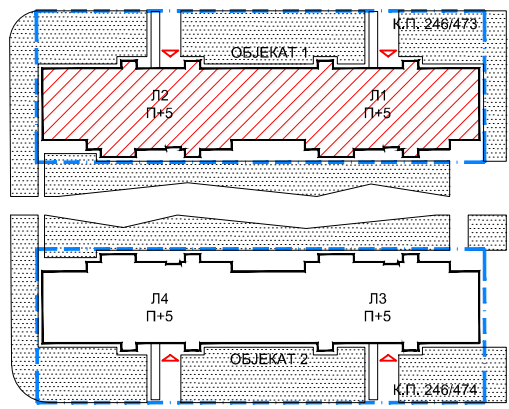 К.П. 246/473
ОБЈЕКАТ 1
Л2
П+5
Л1
П+5
Л4
П+5
Л3
П+5
ОБЈЕКАТ 2
К.П. 246/474